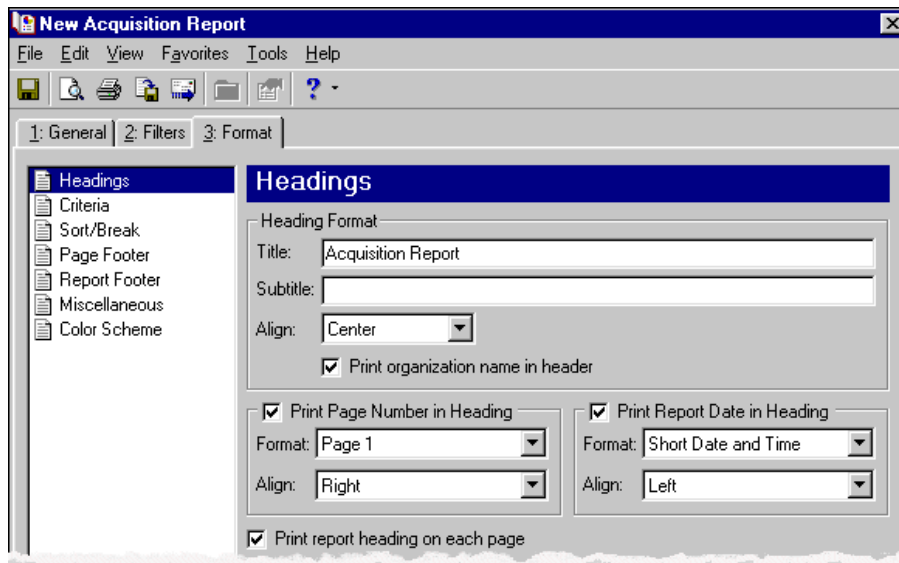 New Acquisition Report
File Edit View Favorites Tools Help
1: General 2: Filters 3: Format
Headings
Criteria
Sort/Break
Page Footer
Report Footer
Miscellaneous
Color Scheme
Headings
Heading Format
Title: Acquisition Report
Subtitle:
Align: Center
Print organization name in header
Print Page Number in Heading
Format: Page 1
Align: Right
Print Report Date in Heading
Format: Short Date and Time
Align: Left
Print report heading on each page